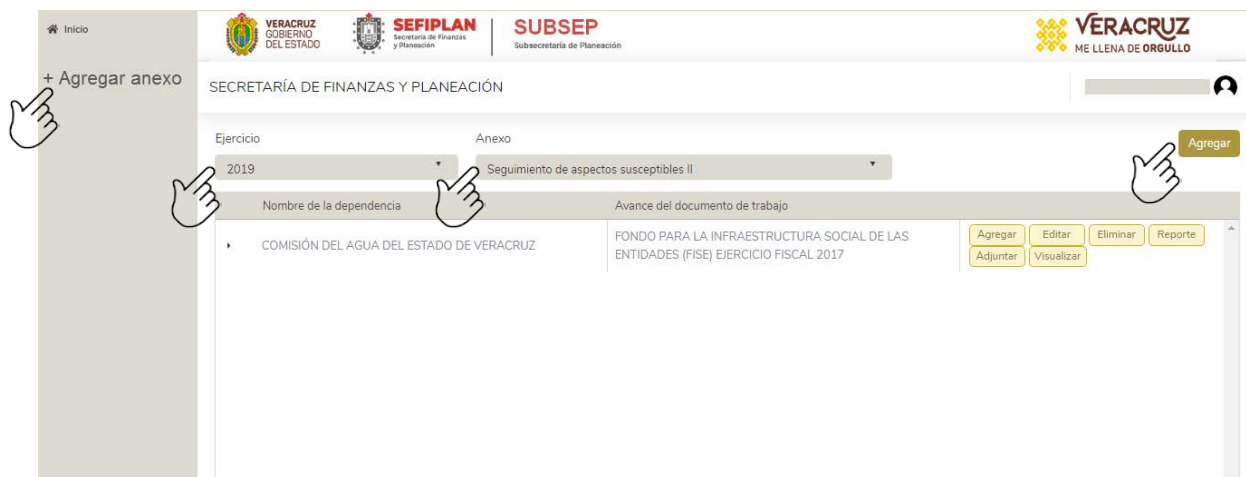 Inicio
VERACRUZ
GOBIERNO
DEL ESTADO
SEFIPLAN
Secretaría de Finanzas
y Planeación
SUBSEP
Subsecretaría de Planeación
VERACRUZ
ME LLENA DE ORGULLO
+ Agregar anexo
SECRETARÍA DE FINANZAS Y PLANEACIÓN
Ejercicio
Anexo
Agregar
2019
Seguimiento de aspectos susceptibles II
Nombre de la dependencia
Avance del documento de trabajo
COMISIÓN DEL AGUA DEL ESTADO DE VERACRUZ
FONDO PARA LA INFRAESTRUCTURA SOCIAL DE LAS
ENTIDADES (FISE) EJERCICIO FISCAL 2017
Agregar Editar Eliminar Reporte
Adjuntar Visualizar